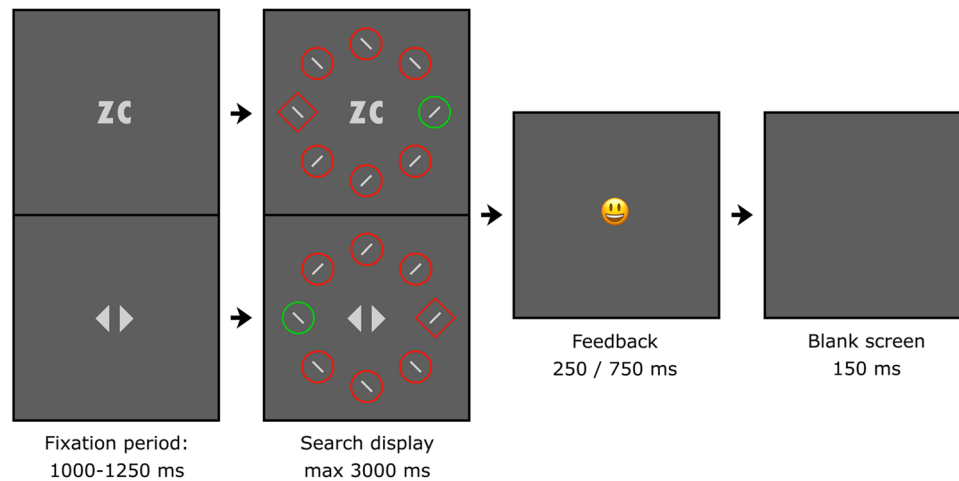 ZC
ZC
Fixation period:
1000-1250 ms
Search display
max 3000 ms
Feedback
250 / 750 ms
Blank screen
150 ms